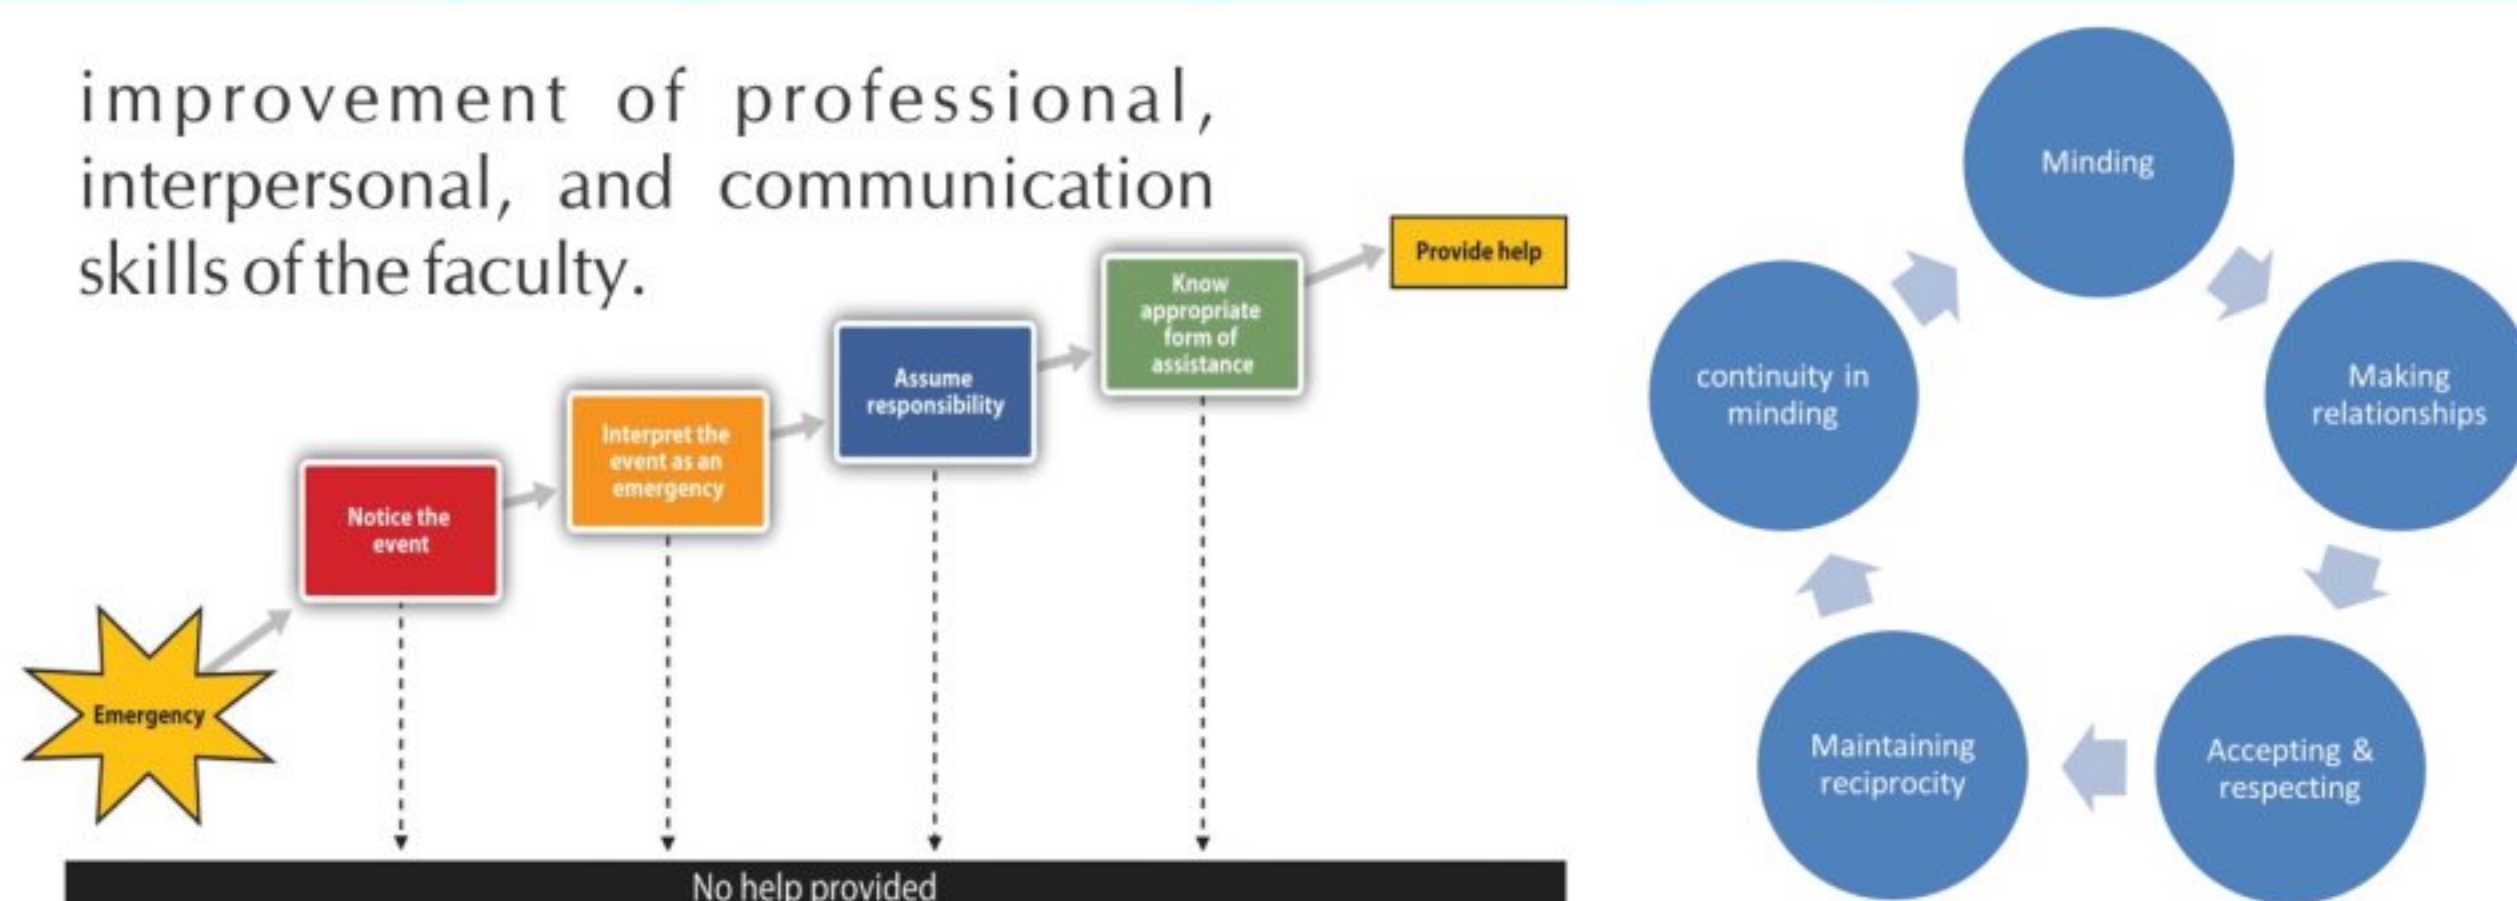 improvement of professional,
interpersonal, and communication
skills of the faculty.
Provide help
Know
appropriate
form of
assistance
Assume
responsibility
Interpret the
event as an
emergency
Notice the
event
Emergency
No help provided
Minding
Making
relationships
Accepting &
respecting
Maintaining
reciprocity
continuity in
minding